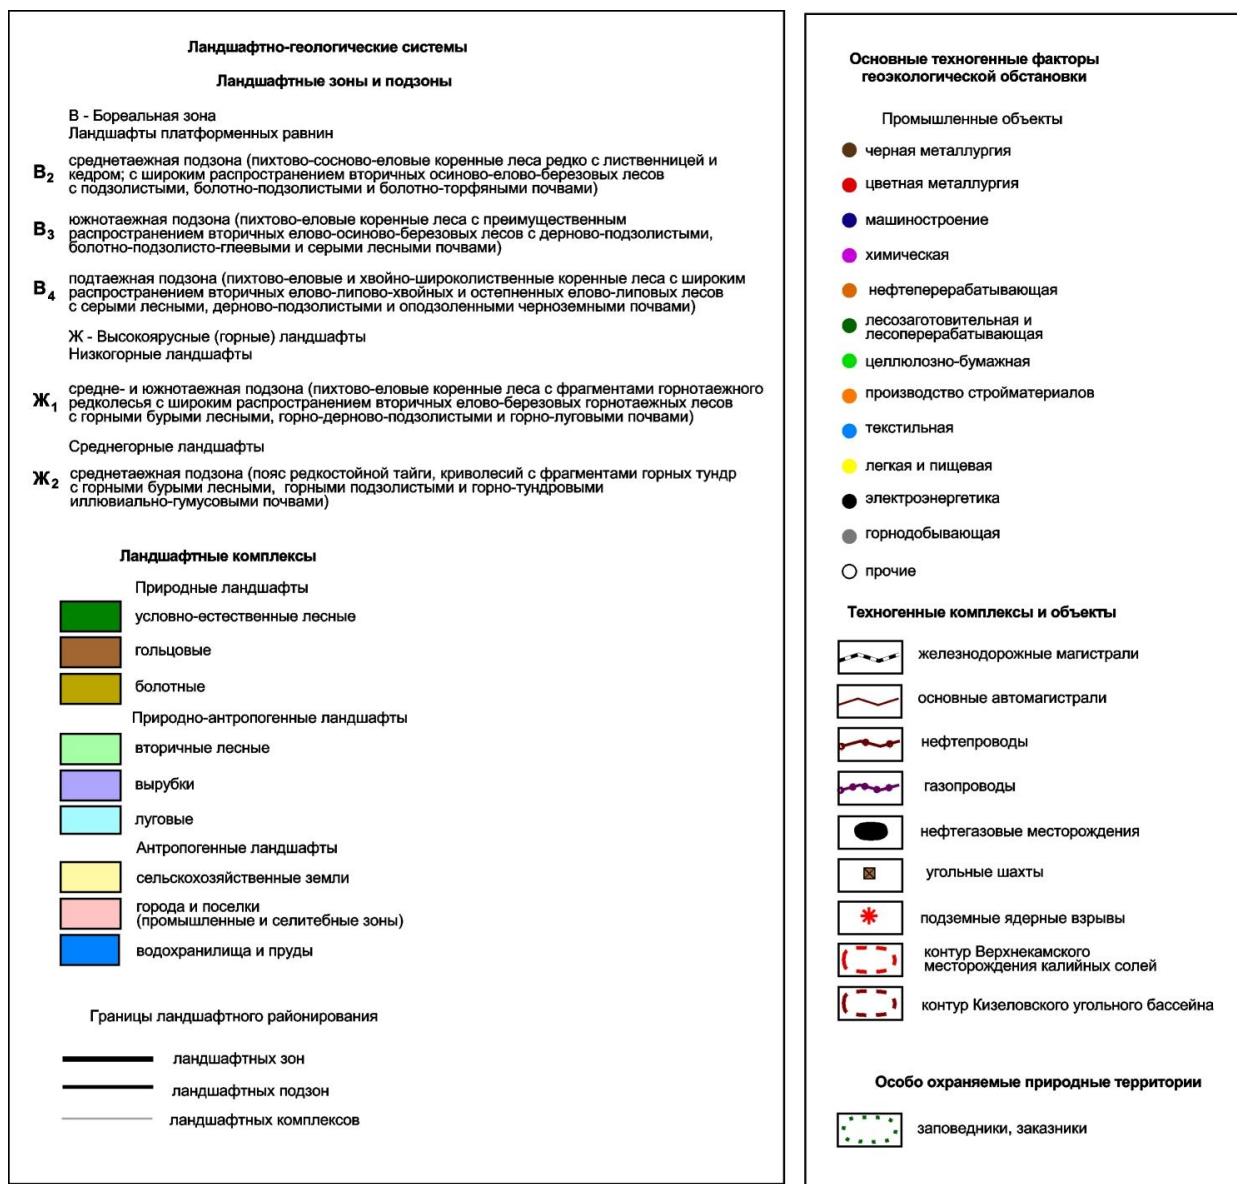 Ландшафтно-геологические системы
Ландшафтные зоны и подзоны
В - Бореальная зона
Ландшафты платформенных равнин
В2 среднетаежная подзона (пихтово-сосново-еловые коренные леса редко с лиственницей и
кедром; с широким распространением вторичных осиново-елово-березовых лесов
с подзолистыми, болотно-подзолистыми и болотно-торфяными почвами)
В3 южнотаежная подзона (пихтово-еловые коренные леса с преимущественным
распространением вторичных елово-осиново-березовых лесов с дерново-подзолистыми,
болотно-подзолисто-глеевыми и серыми лесными почвами)
В4 подтаежная подзона (пихтово-еловые и хвойно-широколиственные коренные леса с широким
распространением вторичных елово-липово-хвойных и остепненных елово-липовых лесов
с серыми лесными, дерново-подзолистыми и оподзоленными черноземными почвами)
Ж - Высокоярусные (горные) ландшафты
Низкогорные ландшафты
Ж1 средне- и южнотаежная подзона (пихтово-еловые коренные леса с фрагментами горнотаежного
редколесья с широким распространением вторичных елово-березовых горнотаежных лесов
с горными бурыми лесными, горно-дерново-подзолистыми и горно-луговыми почвами)
Среднегорные ландшафты
Ж2 среднетаежная подзона (пояс редкостойной тайги, криволесий с фрагментами горных тундр
с горными бурыми лесными, горными подзолистыми и горно-тундровыми
иллювиально-гумусовыми почвами)
Ландшафтные комплексы
Природные ландшафты
условно-естественные лесные
гольцовые
болотные
Природно-антропогенные ландшафты
вторичные лесные
вырубки
луговые
Антропогенные ландшафты
сельскохозяйственные земли
города и поселки
(промышленные и селитебные зоны)
водохранилища и пруды
Границы ландшафтного районирования
ландшафтных зон
ландшафтных подзон
ландшафтных комплексов
Основные техногенные факторы
геоэкологической обстановки
Промышленные объекты
черная металлургия
цветная металлургия
машиностроение
химическая
нефтеперерабатывающая
лесозаготовительная и
лесоперерабатывающая
целлюлозно-бумажная
производство стройматериалов
текстильная
легкая и пищевая
электроэнергетика
горнодобывающая
прочие
Техногенные комплексы и объекты
железнодорожные магистрали
основные автомагистрали
нефтепроводы
газопроводы
нефтегазовые месторождения
угольные шахты
подземные ядерные взрывы
контур Верхнекамского
месторождения калийных солей
контур Кизеловского угольного бассейна
Особо охраняемые природные территории
заповедники, заказники